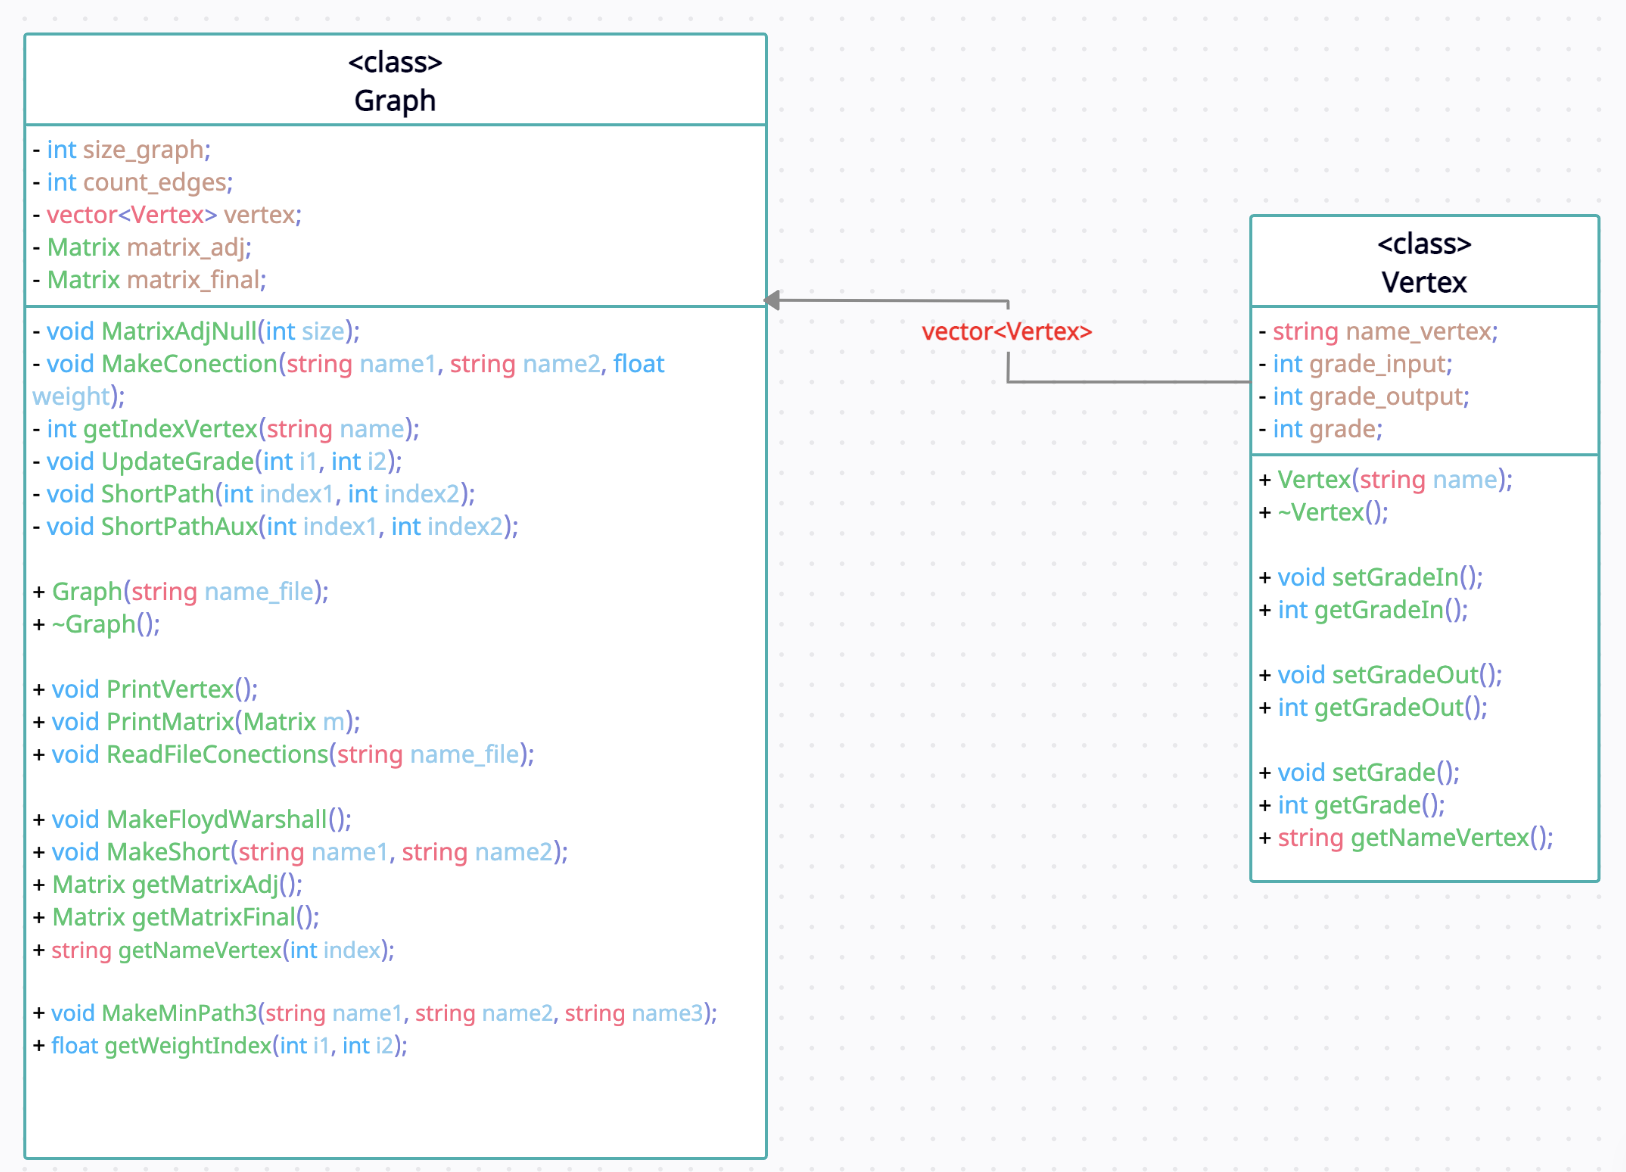 <class>
Graph
- int size_graph;
- int count_edges;
- vector<Vertex> vertex;
- Matrix matrix_adj;
- Matrix matrix_final;
- void MatrixAdjNull(int size);
- void MakeConection(string name1, string name2, float
weight);
- int getIndexVertex(string name);
- void UpdateGrade(int i1, int i2);
- void ShortPath(int index1, int index2);
- void ShortPathAux(int index1, int index2);
+ Graph(string name_file);
+ ~Graph();
+ void PrintVertex();
+ void PrintMatrix(Matrix m);
+ void ReadFileConections(string name_file);
+ void MakeFloydWarshall();
+ void MakeShort(string name1, string name2);
+ Matrix getMatrixAdj();
+ Matrix getMatrixFinal();
+ string getNameVertex(int index);
+ void MakeMinPath3(string name1, string name2, string name3);
+ float getWeightIndex(int i1, int i2);
vector<Vertex>
<class>
Vertex
- string name_vertex;
- int grade_input;
- int grade_output;
- int grade;
+ Vertex(string name);
+ ~Vertex();
+ void setGradeIn();
+ int getGradeIn();
+ void setGradeOut();
+ int getGradeOut();
+ void setGrade();
+ int getGrade();
+ string getNameVertex();